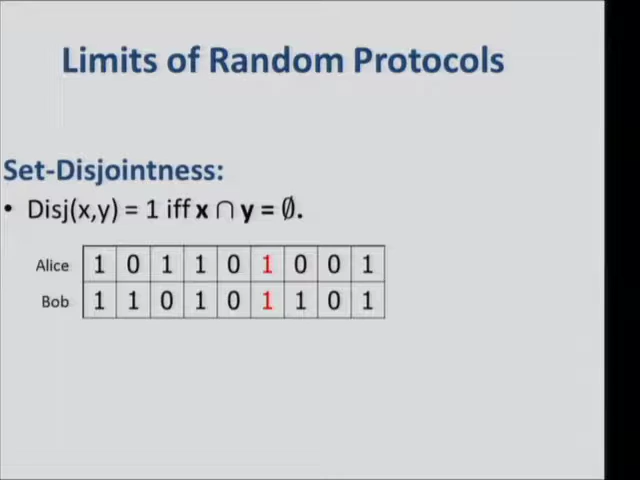 Limits of Random Protocols
Set-Disjointness:
• Disj(x,y) = 1 iff x ∩ y = ∅.
Alice 1 0 1 1 0 1 0 0 1
Bob 1 1 0 1 0 1 1 0 1